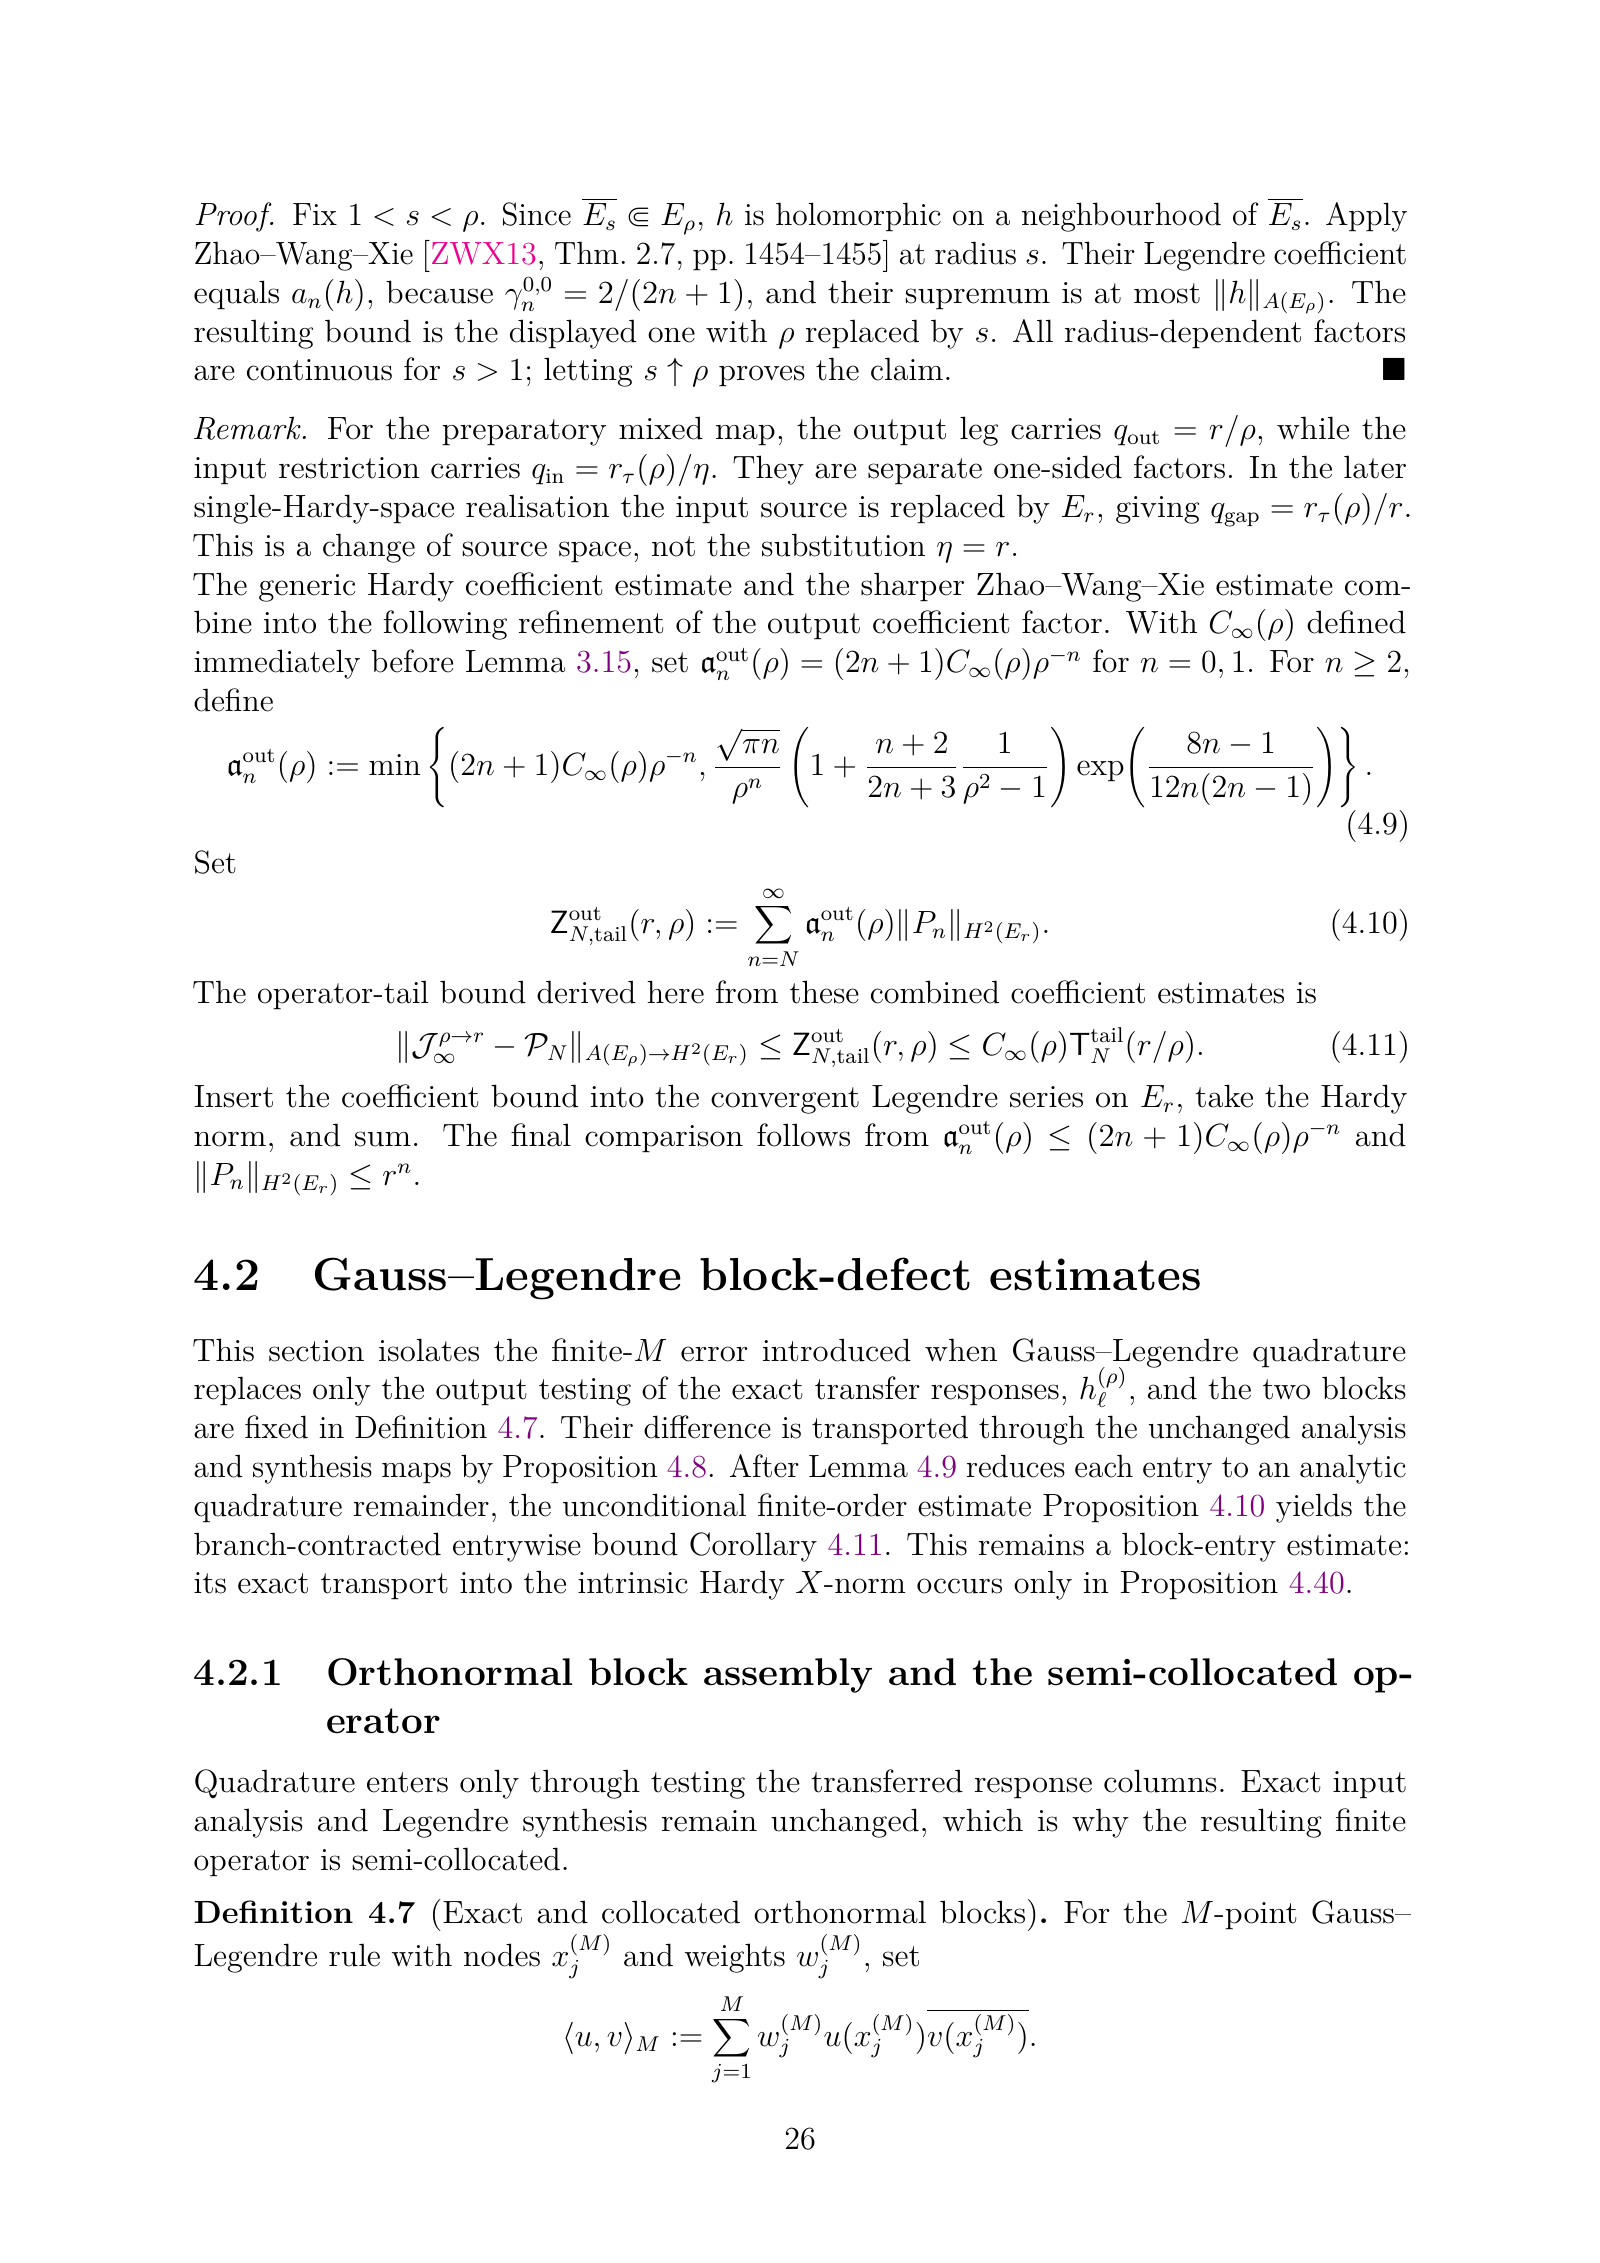 Proof. Fix 1 < s < ρ. Since \overline{E_s} ⋐ E_ρ, h is holomorphic on a neighbourhood of \overline{E_s}. Apply
Zhao–Wang–Xie [ZWX13, Thm. 2.7, pp. 1454–1455] at radius s. Their Legendre coefficient
equals a_n(h), because γ_n^{0,0} = 2/(2n + 1), and their supremum is at most ‖h‖_{A(E_ρ)}. The
resulting bound is the displayed one with ρ replaced by s. All radius-dependent factors
are continuous for s > 1; letting s ↑ ρ proves the claim. ■
Remark. For the preparatory mixed map, the output leg carries q_out = r/ρ, while the
input restriction carries q_in = r_τ(ρ)/η. They are separate one-sided factors. In the later
single-Hardy-space realisation the input source is replaced by E_r, giving q_gap = r_τ(ρ)/r.
This is a change of source space, not the substitution η = r.
The generic Hardy coefficient estimate and the sharper Zhao–Wang–Xie estimate com-
bine into the following refinement of the output coefficient factor. With C_∞(ρ) defined
immediately before Lemma 3.15, set 𝔞_n^{out}(ρ) = (2n + 1)C_∞(ρ)ρ^{−n} for n = 0, 1. For n ≥ 2,
define
𝔞_n^{out}(ρ) := min { (2n + 1)C_∞(ρ)ρ^{−n}, \frac{\sqrt{πn}}{ρ^n} ( 1 + \frac{n + 2}{2n + 3} \frac{1}{ρ^2 − 1} ) exp( \frac{8n − 1}{12n(2n − 1)} ) } .
(4.9)
Set
Z_{N,tail}^{out}(r, ρ) := \sum_{n=N}^{∞} 𝔞_n^{out}(ρ)‖P_n‖_{H^2(E_r)}. (4.10)
The operator-tail bound derived here from these combined coefficient estimates is
‖𝒥_∞^{ρ→r} − 𝒫_N‖_{A(E_ρ)→H^2(E_r)} ≤ Z_{N,tail}^{out}(r, ρ) ≤ C_∞(ρ)T_N^{tail}(r/ρ). (4.11)
Insert the coefficient bound into the convergent Legendre series on E_r, take the Hardy
norm, and sum. The final comparison follows from 𝔞_n^{out}(ρ) ≤ (2n + 1)C_∞(ρ)ρ^{−n} and
‖P_n‖_{H^2(E_r)} ≤ r^n.
4.2 Gauss–Legendre block-defect estimates
This section isolates the finite-M error introduced when Gauss–Legendre quadrature
replaces only the output testing of the exact transfer responses, h_ℓ^{(ρ)}, and the two blocks
are fixed in Definition 4.7. Their difference is transported through the unchanged analysis
and synthesis maps by Proposition 4.8. After Lemma 4.9 reduces each entry to an analytic
quadrature remainder, the unconditional finite-order estimate Proposition 4.10 yields the
branch-contracted entrywise bound Corollary 4.11. This remains a block-entry estimate:
its exact transport into the intrinsic Hardy X-norm occurs only in Proposition 4.40.
4.2.1 Orthonormal block assembly and the semi-collocated op-
erator
Quadrature enters only through testing the transferred response columns. Exact input
analysis and Legendre synthesis remain unchanged, which is why the resulting finite
operator is semi-collocated.
Definition 4.7 (Exact and collocated orthonormal blocks). For the M-point Gauss–
Legendre rule with nodes x_j^{(M)} and weights w_j^{(M)}, set
⟨u, v⟩_M := \sum_{j=1}^{M} w_j^{(M)} u(x_j^{(M)}) \overline{v(x_j^{(M)})}.
26